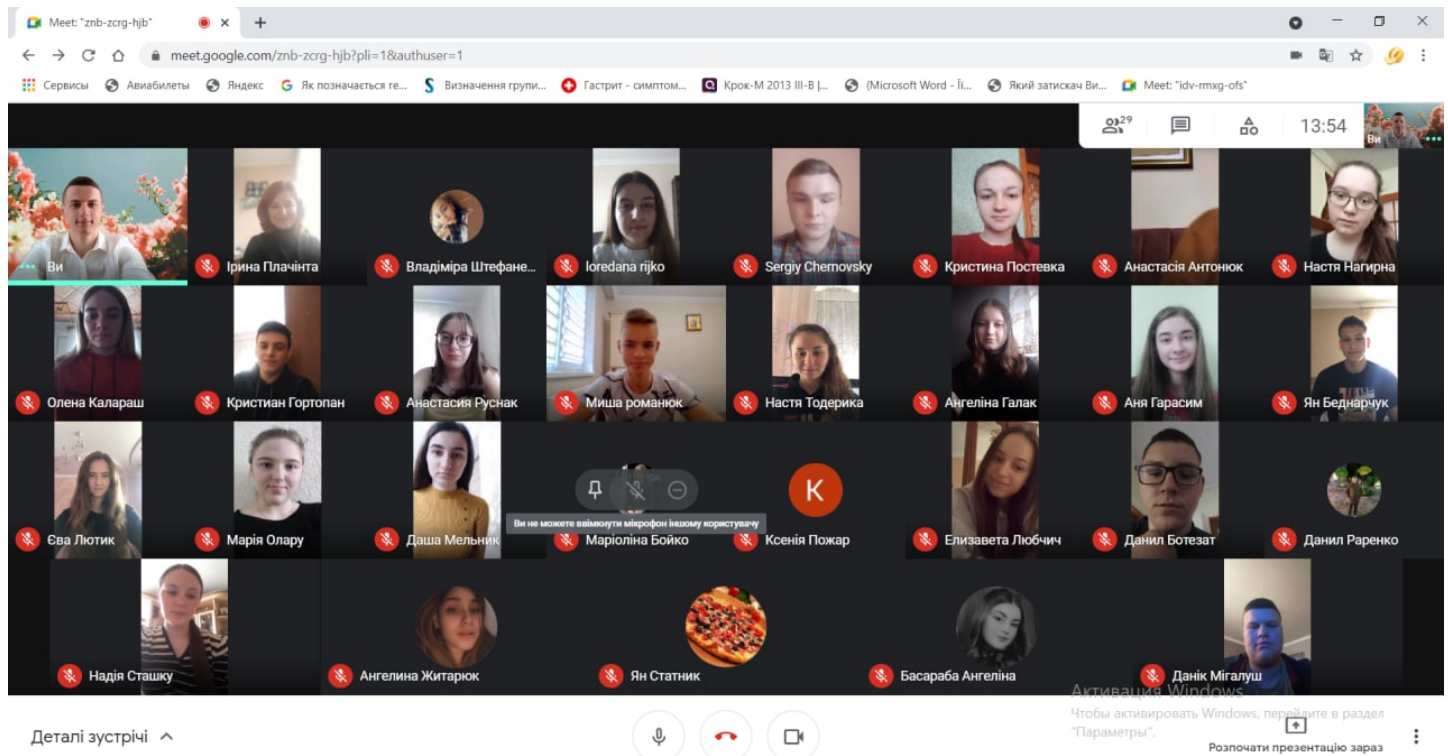 Meet: "znb-zcrg-hjb"
meet.google.com/znb-zcrg-hjb?pli=1&authuser=1
Сервисы Авиабилеты Яндекс Як позначається ге... Визначення групи... Гастрит - симптом... Крок-М 2013 III-В |... (Microsoft Word - Її... Який затискач Ви... Meet: "idv-rmxg-ofs"
29 13:54 Ви
Ви Ірина Плачінта Владіміра Штефане... loredana rijko Sergiy Chernovsky Кристина Постевка Анастасія Антонюк Настя Нагирна
Олена Калараш Кристиан Гортопан Анастасия Руснак Миша романюк Настя Тодерика Ангеліна Галак Аня Гарасим Ян Беднарчук
К
Ви не можете ввімкнути мікрофон іншому користувачу
Єва Лютик Марія Олару Даша Мельник Маріоліна Бойко Ксенія Пожар Елизавета Любчич Данил Ботезат Данил Раренко
Надія Сташку Ангелина Житарюк Ян Статник Басараба Ангеліна Данік Мігалуш
Активация Windows
Чтобы активировать Windows, перейдите в раздел
"Параметры".
Деталі зустрічі
Розпочати презентацію зараз